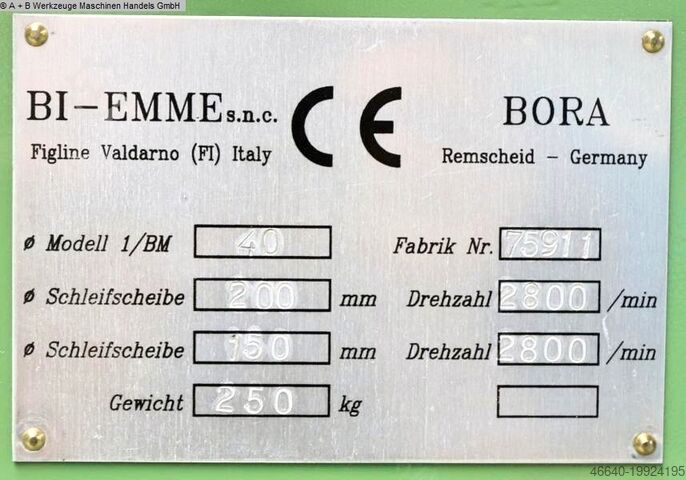 © A + B Werkzeuge Maschinen Handels GmbH
BI-EMME s.n.c. CE BORA
Figline Valdarno (FI) Italy Remscheid - Germany
ø Modell 1/BM 40 Fabrik Nr. 75911
ø Schleifscheibe 200 mm Drehzahl 2800 /min
ø Schleifscheibe 150 mm Drehzahl 2800 /min
Gewicht 250 kg
46640-19924195